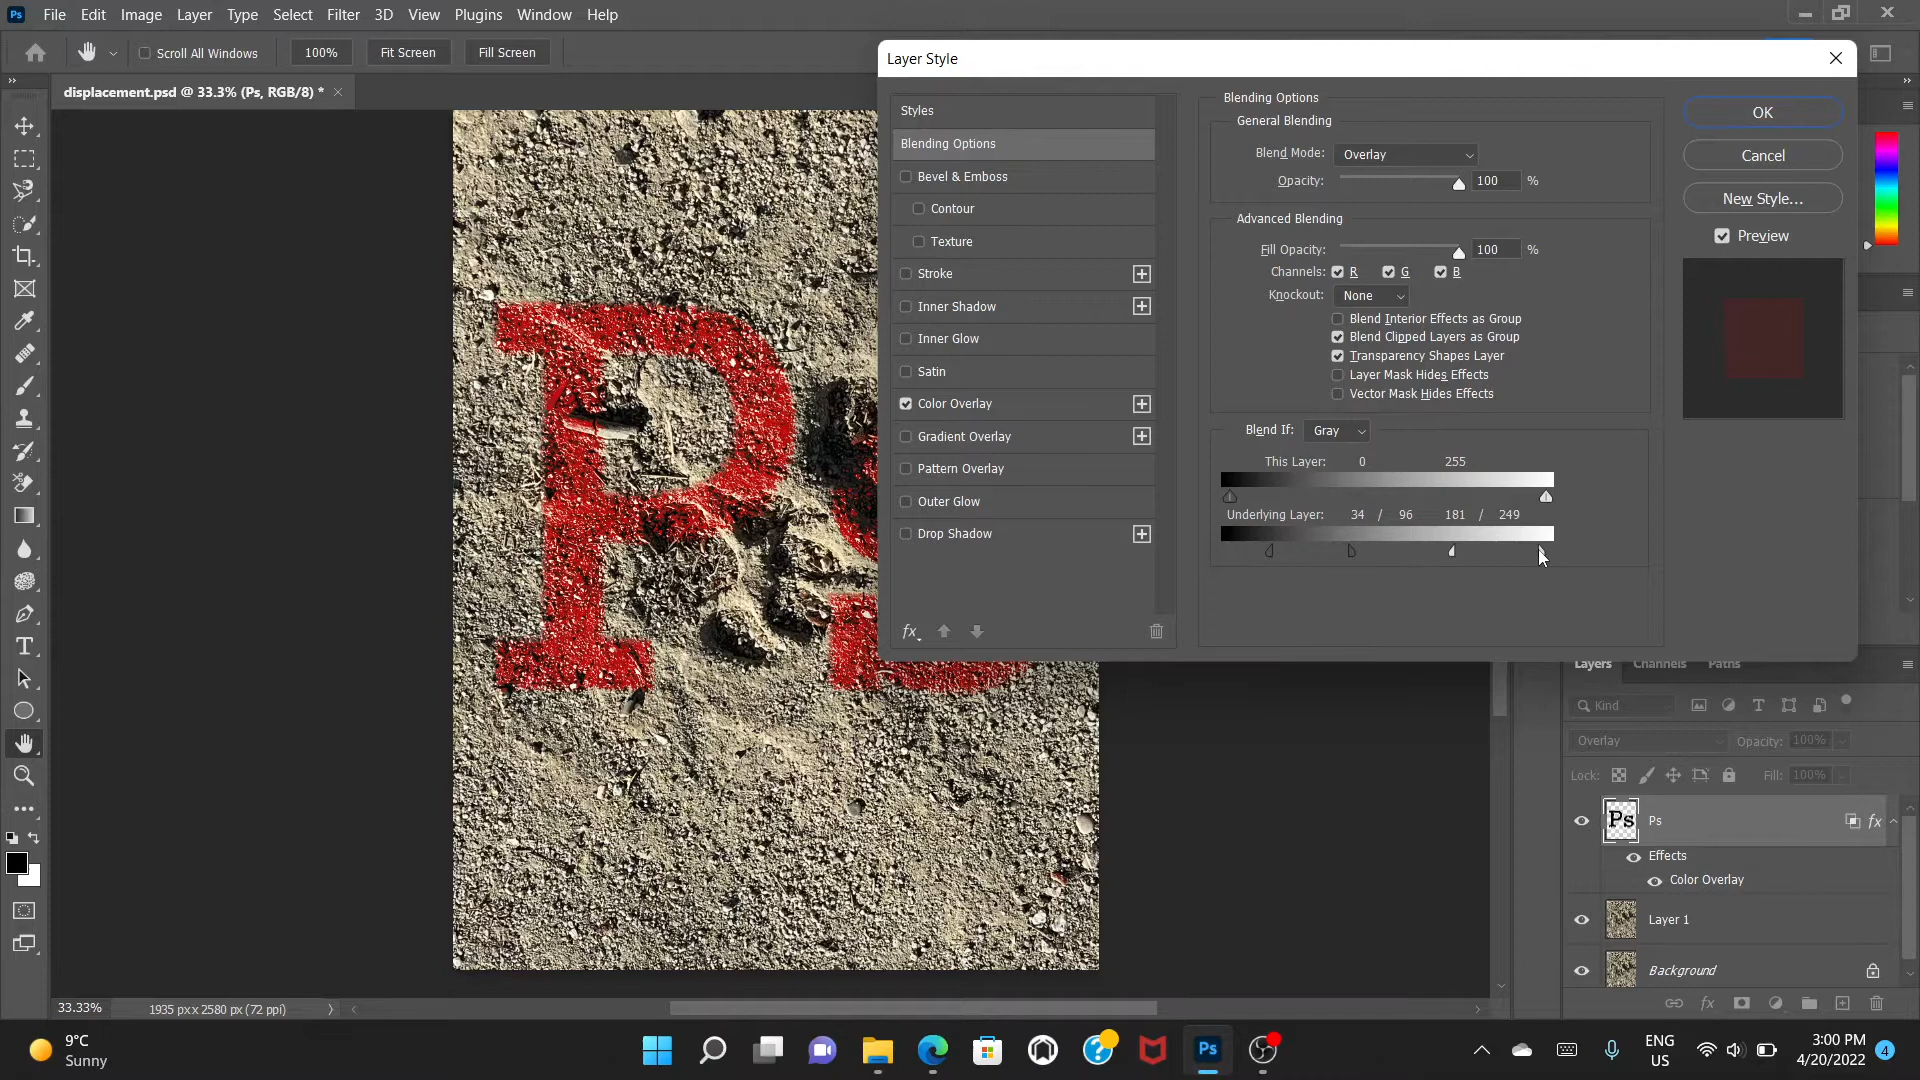 Ps File Edit Image Layer Type Select Filter 3D View Plugins Window Help
Scroll All Windows 100% Fit Screen Fill Screen
displacement.psd @ 33.3% (Ps, RGB/8) *
Layer Style
Styles
Blending Options
Bevel & Emboss
Contour
Texture
Stroke
Inner Shadow
Inner Glow
Satin
Color Overlay
Gradient Overlay
Pattern Overlay
Outer Glow
Drop Shadow
fx
Blending Options
General Blending
Blend Mode: Overlay
Opacity: 100 %
Advanced Blending
Fill Opacity: 100 %
Channels: R G B
Knockout: None
Blend Interior Effects as Group
Blend Clipped Layers as Group
Transparency Shapes Layer
Layer Mask Hides Effects
Vector Mask Hides Effects
Blend If: Gray
This Layer: 0 255
Underlying Layer: 34 / 96 181 / 249
OK
Cancel
New Style...
Preview
Layers Channels Paths
Kind
Overlay Opacity: 100%
Lock: Fill: 100%
Ps Ps fx
Effects
Color Overlay
Layer 1
Background
fx
33.33% 1935 px x 2580 px (72 ppi)
9°C
Sunny
Ps
ENG
US
3:00 PM
4/20/2022
4